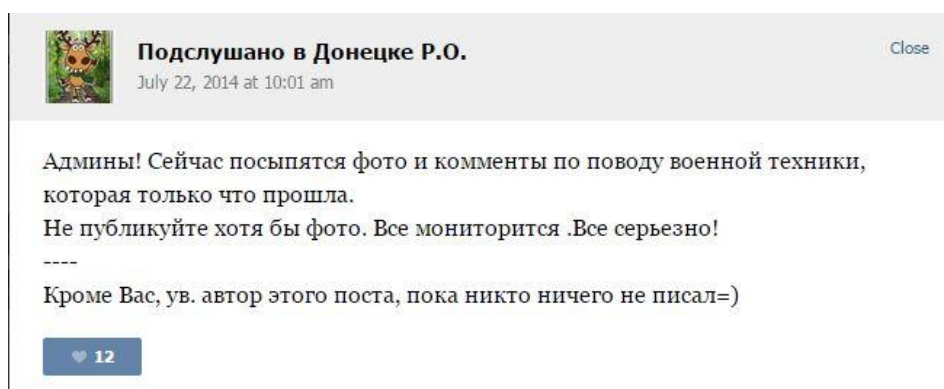 Подслушано в Донецке Р.О.
Close
July 22, 2014 at 10:01 am
Админы! Сейчас посыпятся фото и комменты по поводу военной техники,
которая только что прошла.
Не публикуйте хотя бы фото. Все мониторится .Все серьезно!
----
Кроме Вас, ув. автор этого поста, пока никто ничего не писал=)
12